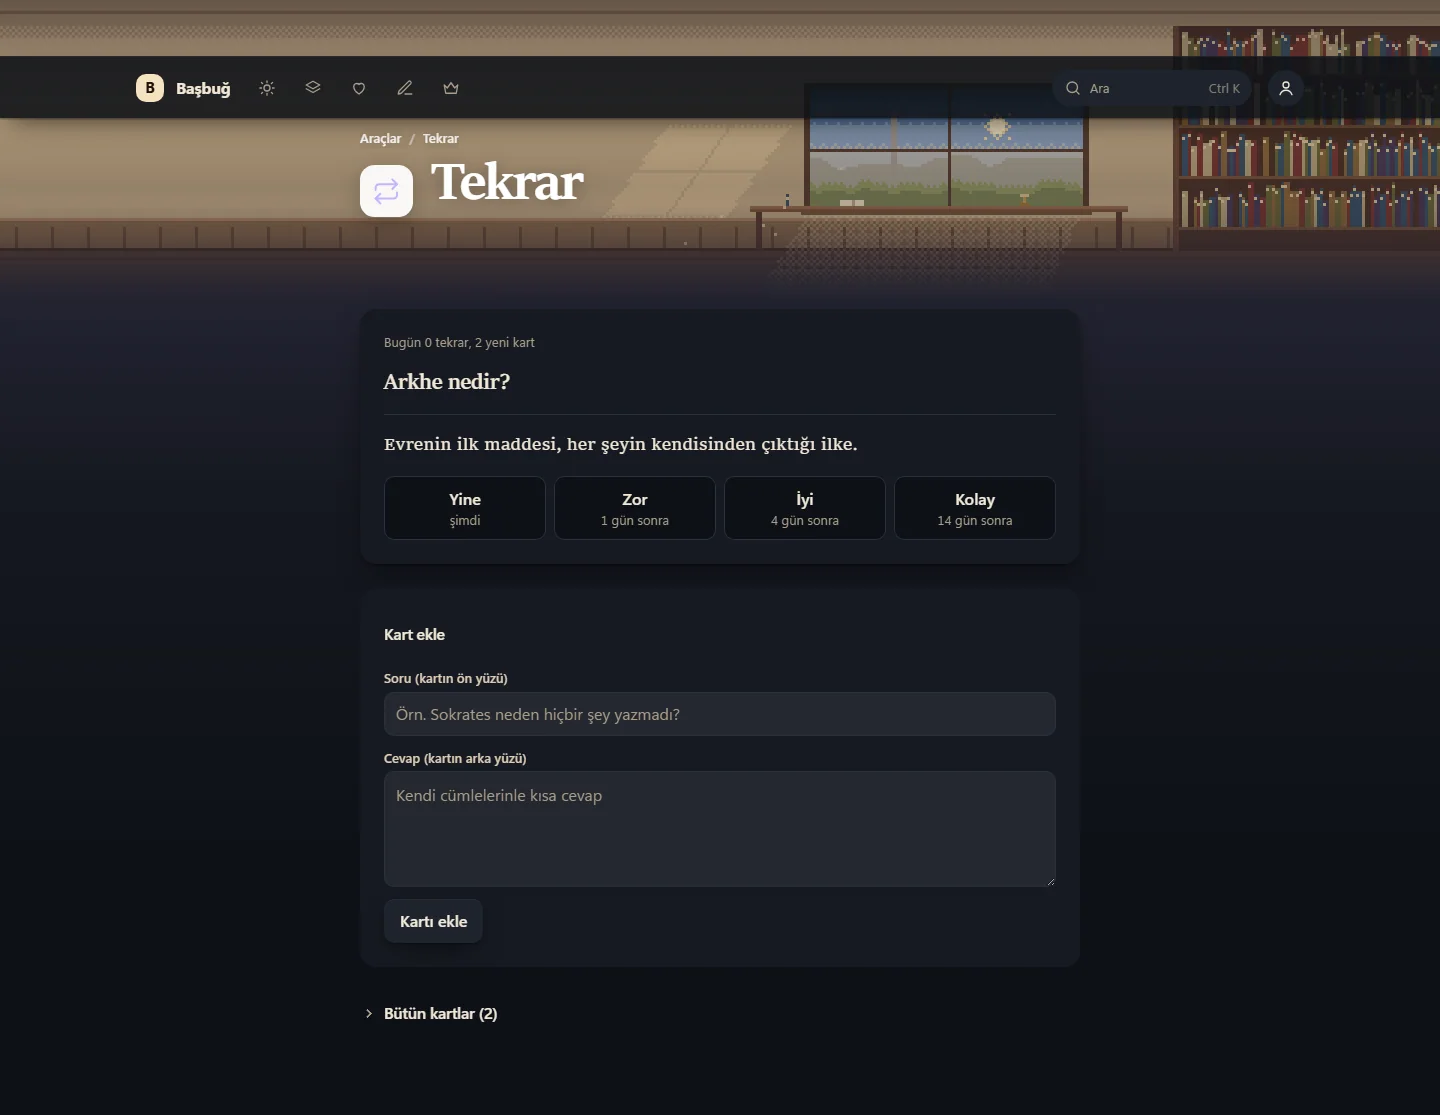 B Başbuğ
Ara Ctrl K
Araçlar / Tekrar
Tekrar
Bugün 0 tekrar, 2 yeni kart
Arkhe nedir?
Evrenin ilk maddesi, her şeyin kendisinden çıktığı ilke.
Yine
şimdi
Zor
1 gün sonra
İyi
4 gün sonra
Kolay
14 gün sonra
Kart ekle
Soru (kartın ön yüzü)
Örn. Sokrates neden hiçbir şey yazmadı?
Cevap (kartın arka yüzü)
Kendi cümlelerinle kısa cevap
Kartı ekle
Bütün kartlar (2)